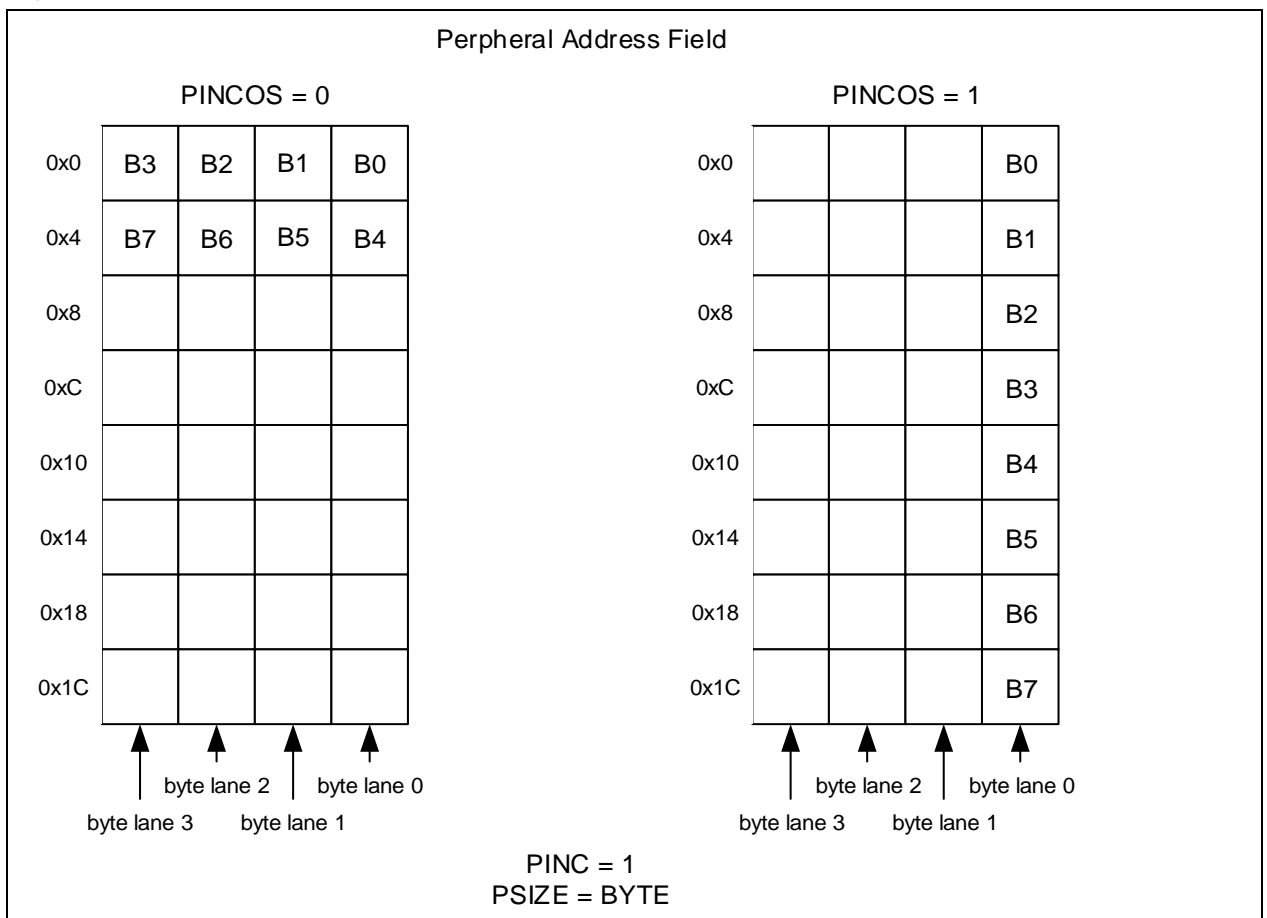 Perpheral Address Field
PINCOS = 0
0x0 B3 B2 B1 B0
0x4 B7 B6 B5 B4
0x8
0xC
0x10
0x14
0x18
0x1C
byte lane 2 byte lane 0
byte lane 3 byte lane 1
PINCOS = 1
0x0 B0
0x4 B1
0x8 B2
0xC B3
0x10 B4
0x14 B5
0x18 B6
0x1C B7
byte lane 2 byte lane 0
byte lane 3 byte lane 1
PINC = 1
PSIZE = BYTE